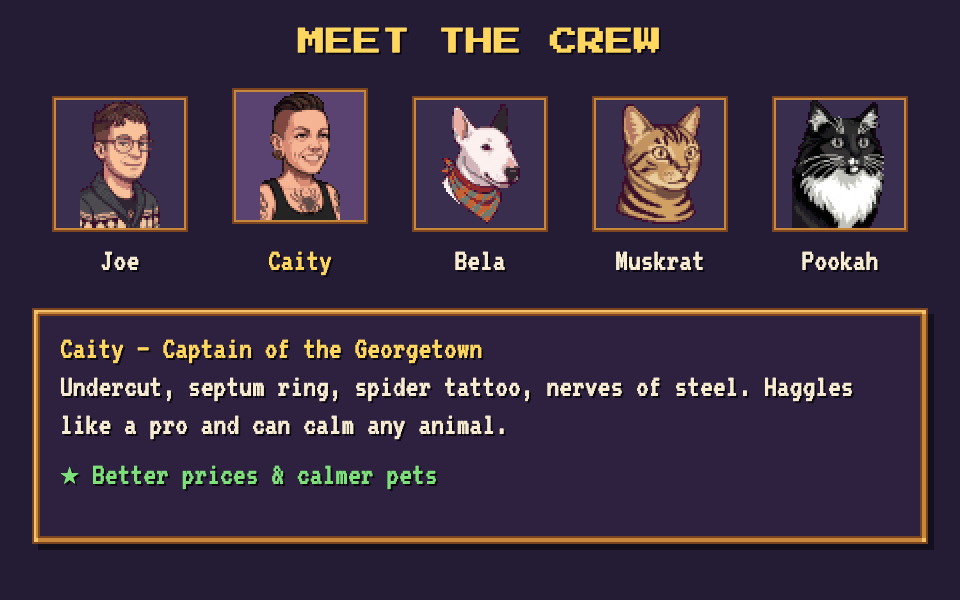 MEET THE CREW
Joe
Caity
Bela
Muskrat
Pookah
Caity – Captain of the Georgetown
Undercut, septum ring, spider tattoo, nerves of steel. Haggles
like a pro and can calm any animal.
★ Better prices & calmer pets